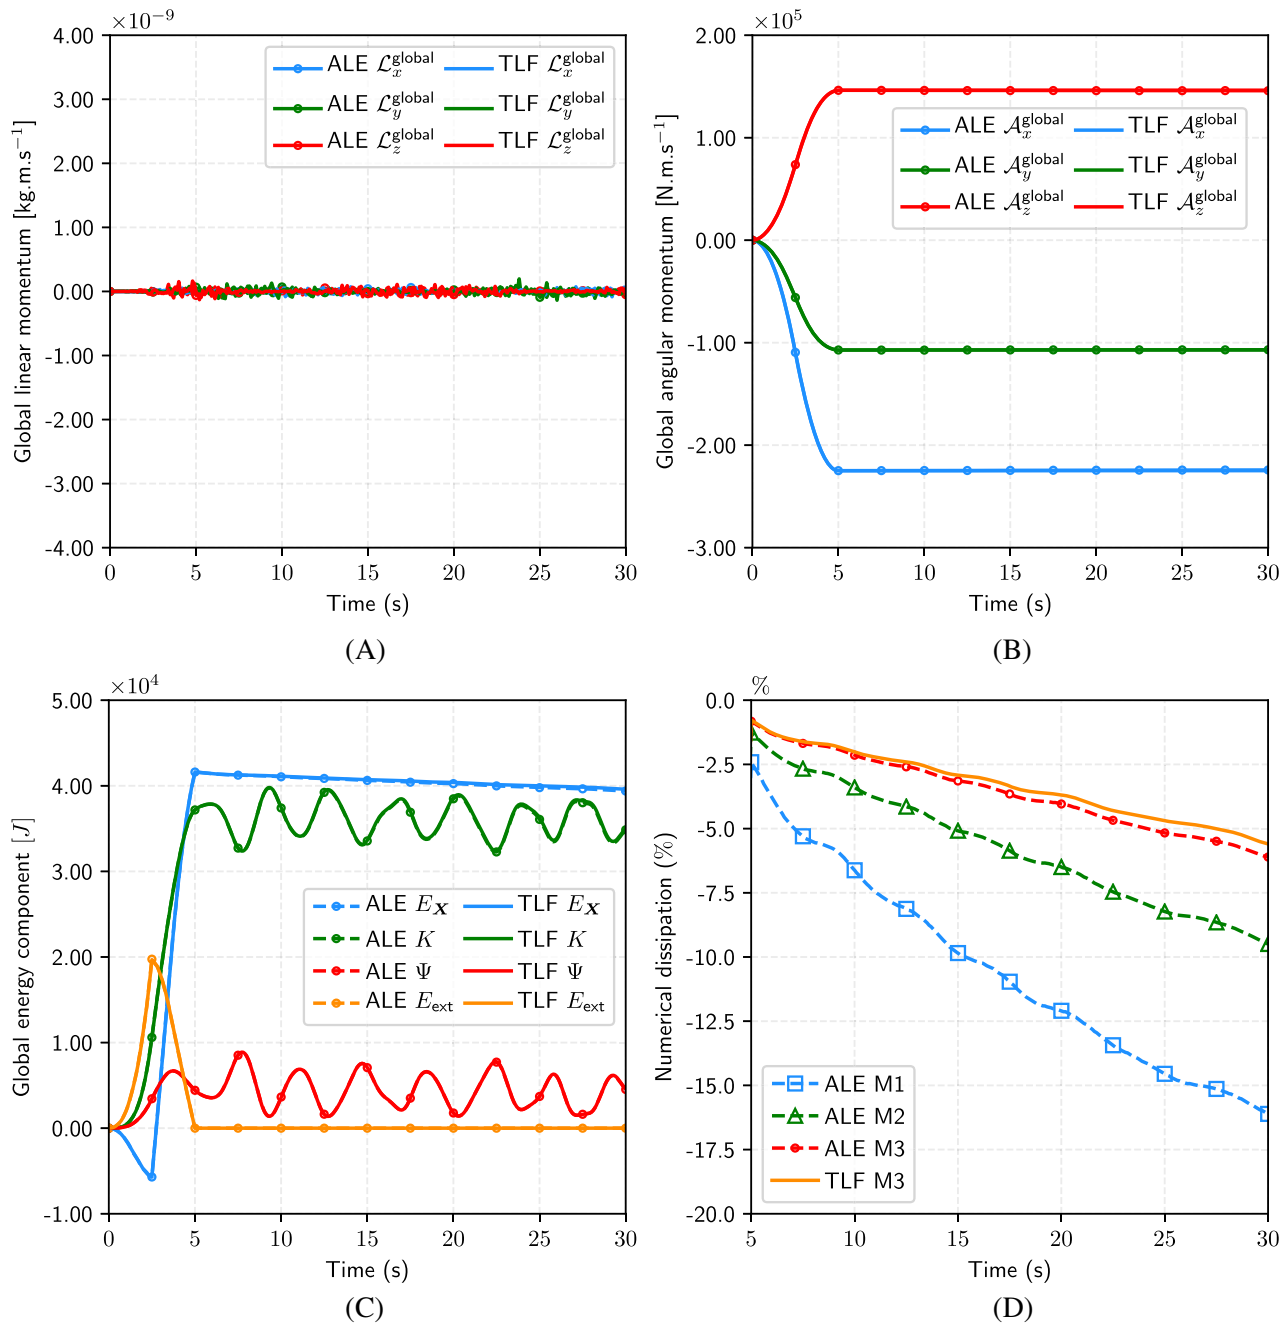 ×10⁻⁹
4.00
3.00
2.00
1.00
0.00
-1.00
-2.00
-3.00
-4.00
Global linear momentum [kg.m.s⁻¹]
ALE 𝓛ₓ^global TLF 𝓛ₓ^global
ALE 𝓛_y^global TLF 𝓛_y^global
ALE 𝓛_z^global TLF 𝓛_z^global
0 5 10 15 20 25 30
Time (s)
(A)
×10⁵
2.00
1.00
0.00
-1.00
-2.00
-3.00
Global angular momentum [N.m.s⁻¹]
ALE 𝓐ₓ^global TLF 𝓐ₓ^global
ALE 𝓐_y^global TLF 𝓐_y^global
ALE 𝓐_z^global TLF 𝓐_z^global
0 5 10 15 20 25 30
Time (s)
(B)
×10⁴
5.00
4.00
3.00
2.00
1.00
0.00
-1.00
Global energy component [J]
ALE E_X TLF E_X
ALE K TLF K
ALE Ψ TLF Ψ
ALE E_ext TLF E_ext
0 5 10 15 20 25 30
Time (s)
(C)
%
0.0
-2.5
-5.0
-7.5
-10.0
-12.5
-15.0
-17.5
-20.0
Numerical dissipation (%)
ALE M1
ALE M2
ALE M3
TLF M3
5 10 15 20 25 30
Time (s)
(D)